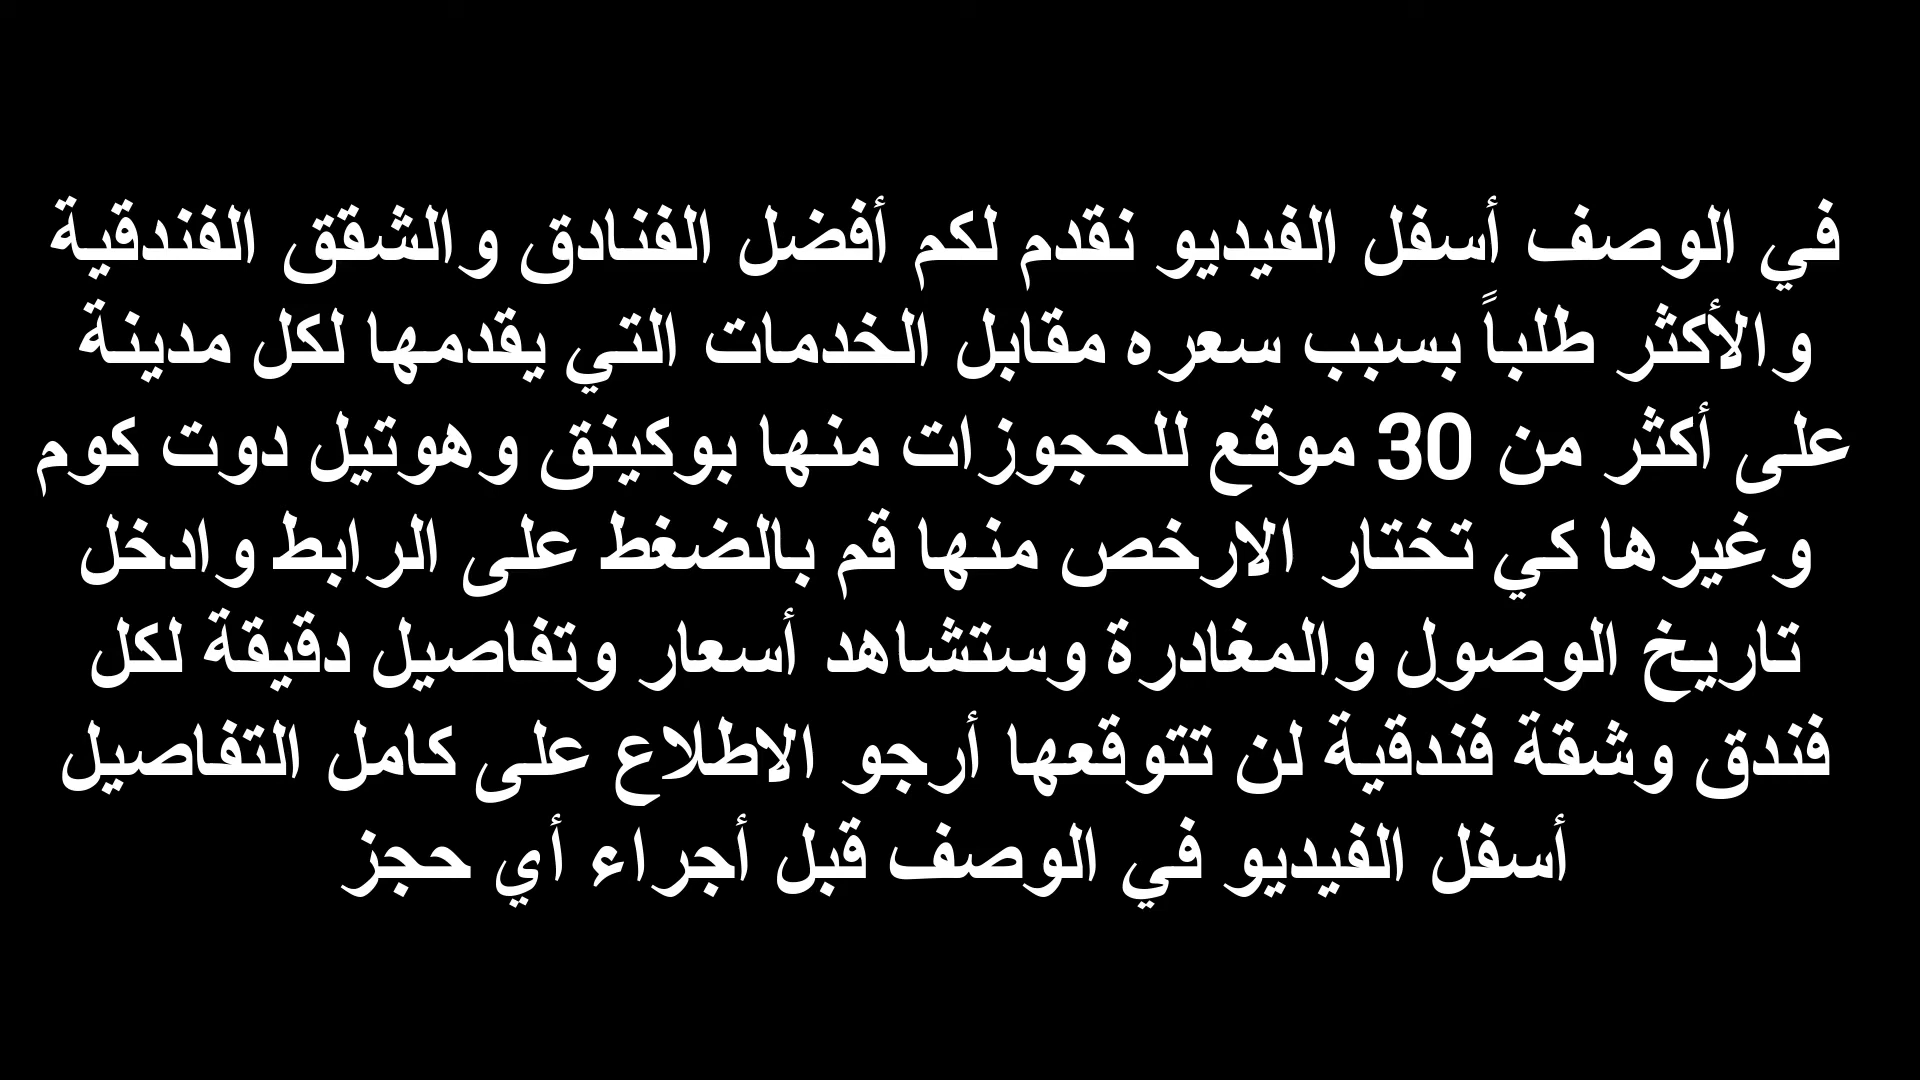 في الوصف أسفل الفيديو نقدم لكم أفضل الفنادق والشقق الفندقية
والأكثر طلباً بسبب سعره مقابل الخدمات التي يقدمها لكل مدينة
على أكثر من 30 موقع للحجوزات منها بوكينق وهوتيل دوت كوم
وغيرها كي تختار الارخص منها قم بالضغط على الرابط وادخل
تاريخ الوصول والمغادرة وستشاهد أسعار وتفاصيل دقيقة لكل
فندق وشقة فندقية لن تتوقعها أرجو الاطلاع على كامل التفاصيل
أسفل الفيديو في الوصف قبل أجراء أي حجز